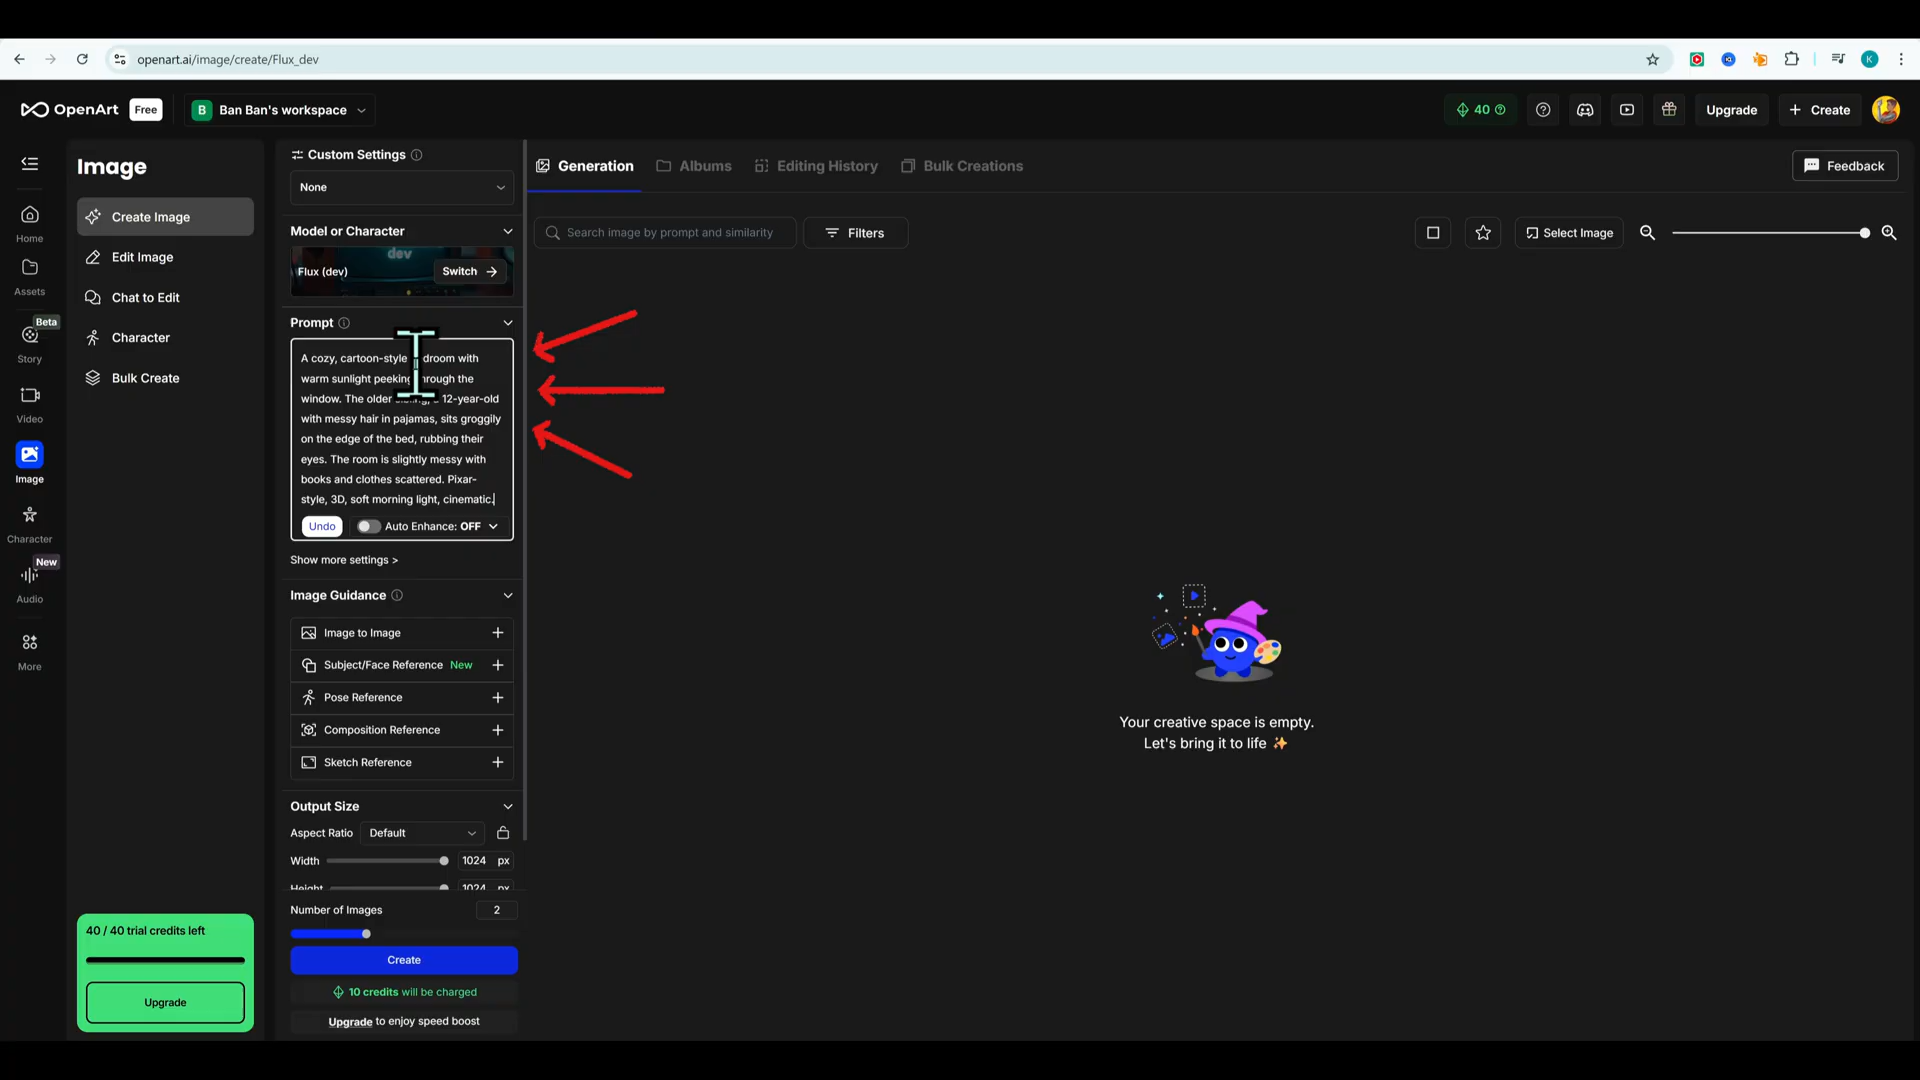 openart.ai/image/create/Flux_dev
K
OpenArt
Free
B
Ban Ban's workspace
40
Upgrade
+ Create
Home
Assets
Beta
Story
Video
Image
Character
New
Audio
More
Image
Create Image
Edit Image
Chat to Edit
Character
Bulk Create
40 / 40 trial credits left
Upgrade
Custom Settings
None
Model or Character
dev
Flux (dev)
Switch
Prompt
A cozy, cartoon-style droom with
warm sunlight peeking hrough the
window. The older 12-year-old
with messy hair in pajamas, sits groggily
on the edge of the bed, rubbing their
eyes. The room is slightly messy with
books and clothes scattered. Pixar-
style, 3D, soft morning light, cinematic.
Undo
Auto Enhance: OFF
Show more settings >
Image Guidance
Image to Image
Subject/Face Reference New
Pose Reference
Composition Reference
Sketch Reference
Output Size
Aspect Ratio
Default
Width
1024 px
Height
1024 px
Number of Images
2
Create
10 credits will be charged
Upgrade to enjoy speed boost
Generation
Albums
Editing History
Bulk Creations
Feedback
Search image by prompt and similarity
Filters
Select Image
Your creative space is empty.
Let's bring it to life ✨